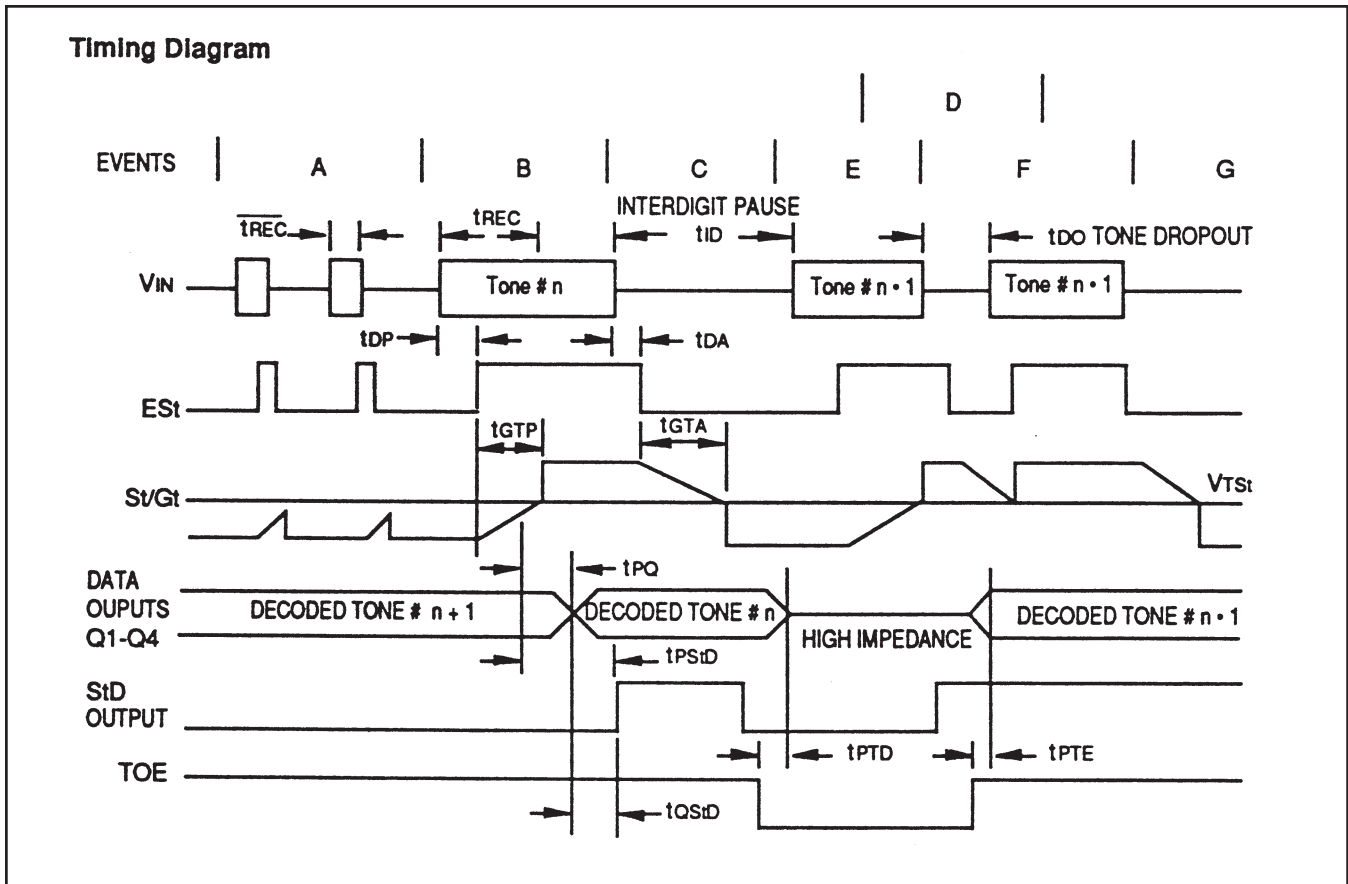 Timing Diagram
D
EVENTS A B C E F G
INTERDIGIT PAUSE
tREC tREC tID tDO TONE DROPOUT
VIN Tone # n Tone # n • 1 Tone # n • 1
tDP tDA
ESt
tGTP tGTA
St/Gt VTSt
tPQ
DATA
OUPUTS
Q1-Q4
DECODED TONE # n + 1 DECODED TONE # n HIGH IMPEDANCE DECODED TONE # n • 1
tPStD
StD
OUTPUT
tPTD tPTE
TOE
tQStD